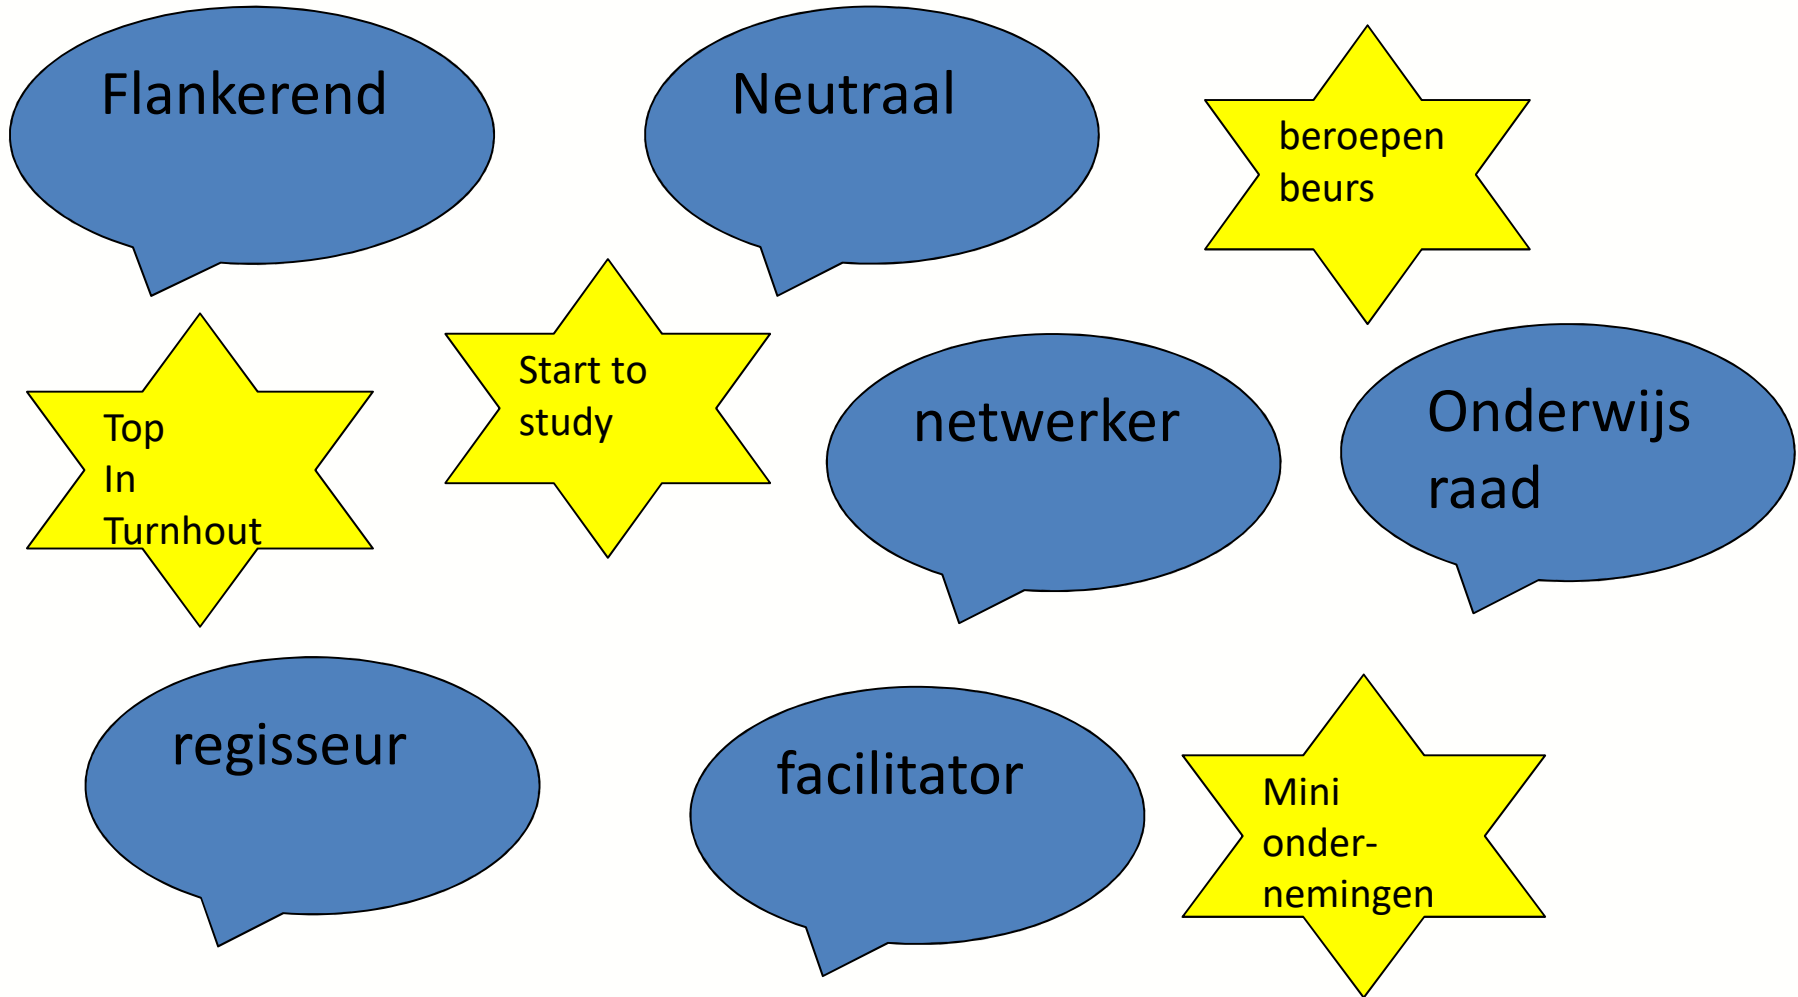 Flankerend
Neutraal
beroepen
beurs
Top
In
Turnhout
Start to
study
netwerker
Onderwijs
raad
regisseur
facilitator
Mini
onder-
nemingen